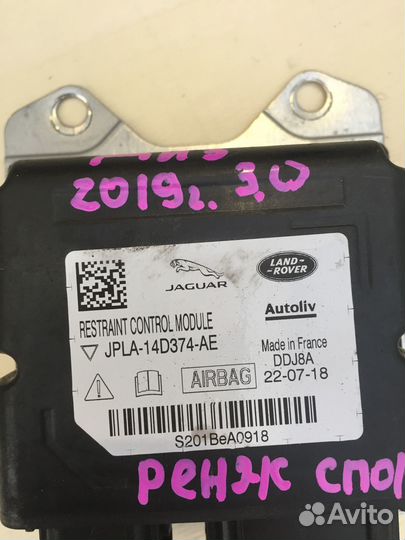 2019г. 3.0
JAGUAR
LAND-
ROVER
RESTRAINT CONTROL MODULE
JPLA-14D374-AE
Autoliv
Made in France
DDJ8A
22-07-18
AIRBAG
S201BeA0918
РЕНЭЖ СПО
Avito